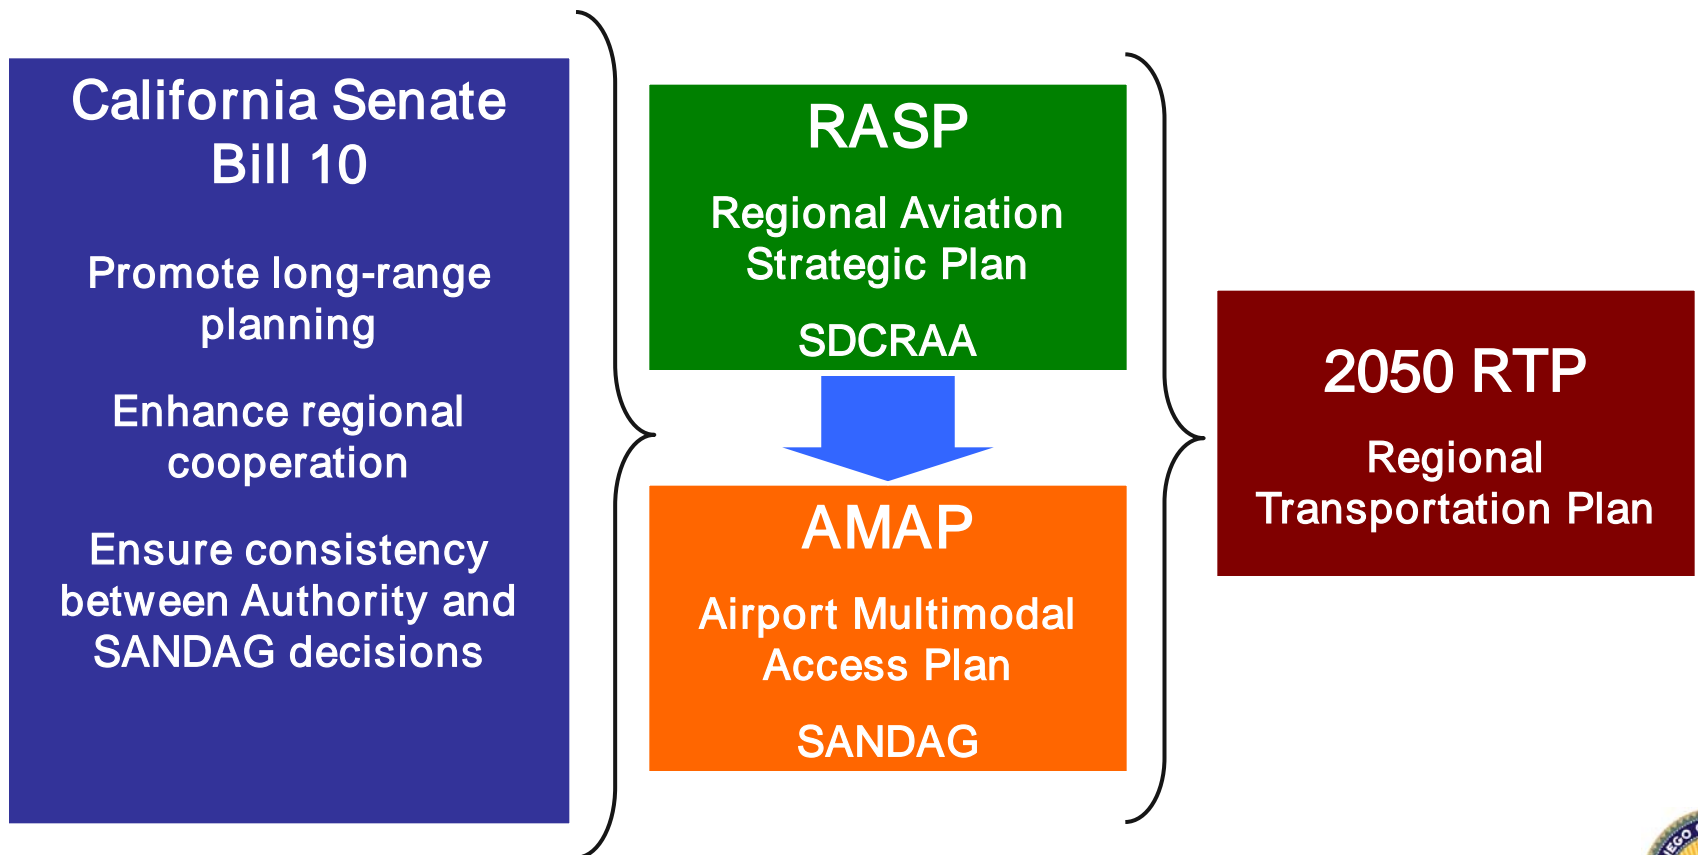 California Senate
Bill 10
Promote long-range
planning
Enhance regional
cooperation
Ensure consistency
between Authority and
SANDAG decisions
RASP
Regional Aviation
Strategic Plan
SDCRAA
AMAP
Airport Multimodal
Access Plan
SANDAG
2050 RTP
Regional
Transportation Plan